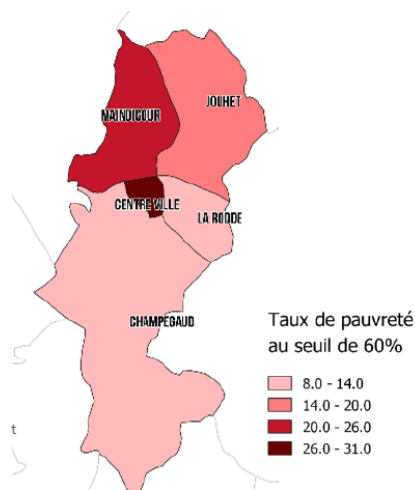 MAINDIGOUR
JOUHET
CENTRE VILLE
LA RODDE
CHAMPEGAUD
Taux de pauvreté
au seuil de 60%
8.0 - 14.0
14.0 - 20.0
20.0 - 26.0
26.0 - 31.0
t